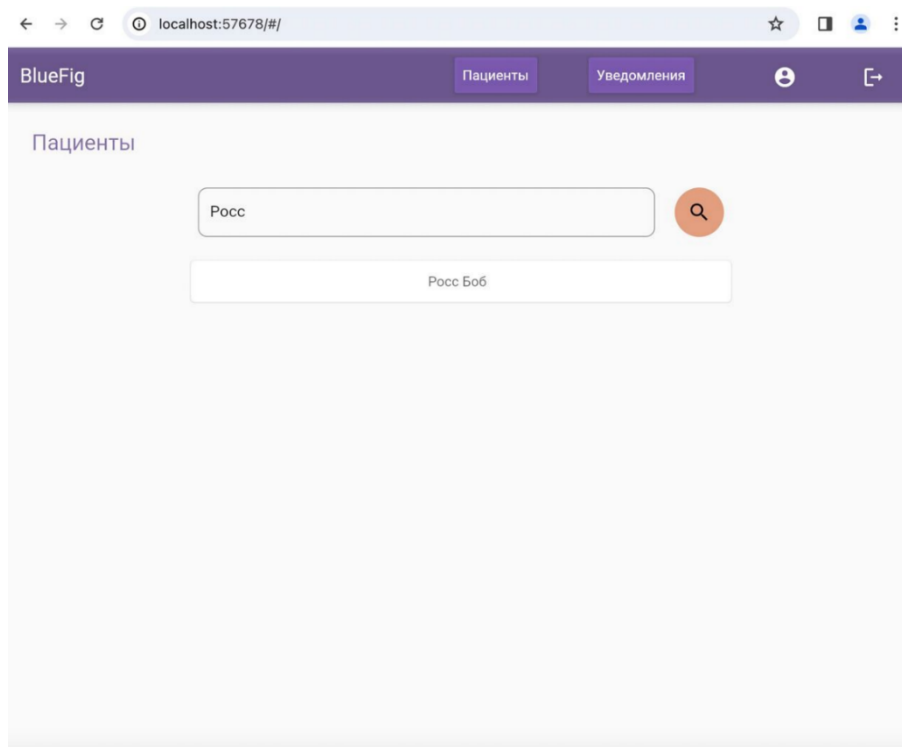 localhost:57678/#/
BlueFig Пациенты Уведомления
Пациенты
Росс
Росс Боб